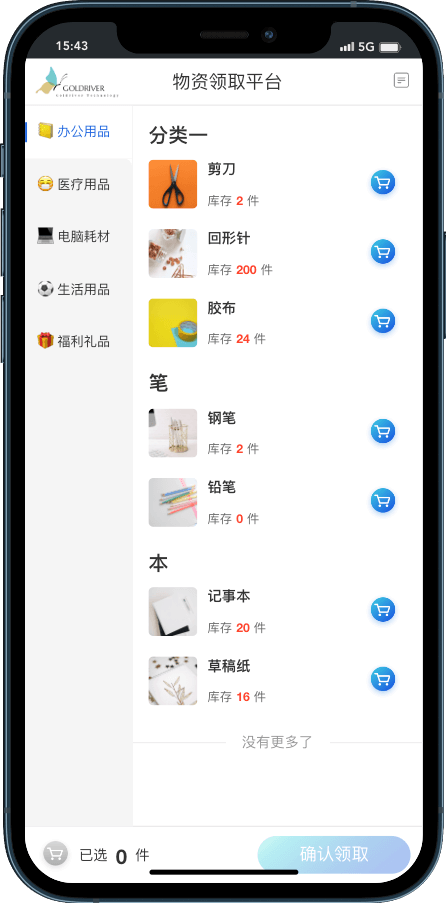 15:43
5G
GOLDRIVER
Goldriver Technology
物资领取平台
办公用品
医疗用品
电脑耗材
生活用品
福利礼品
分类一
剪刀
库存 2 件
回形针
库存 200 件
胶布
库存 24 件
笔
钢笔
库存 2 件
铅笔
库存 0 件
本
记事本
库存 20 件
草稿纸
库存 16 件
没有更多了
已选 0 件
确认领取